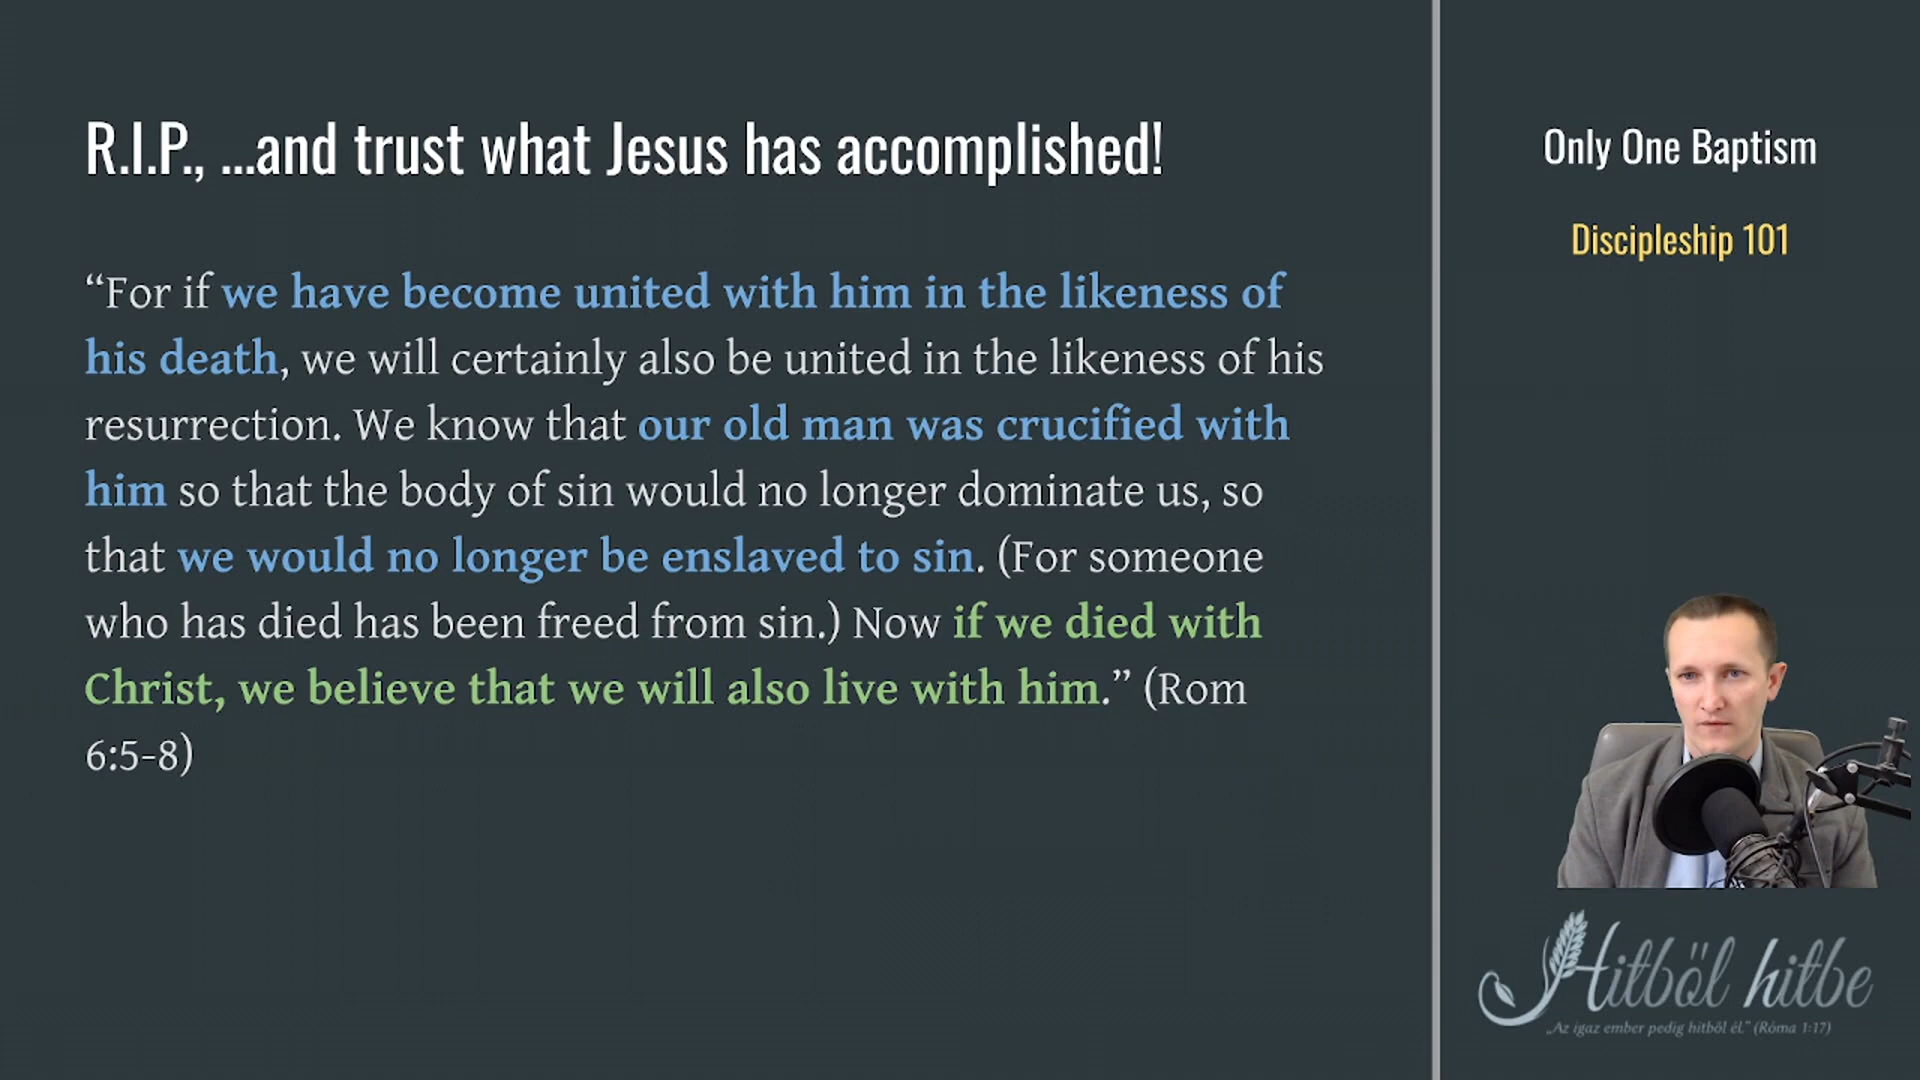 R.I.P., ...and trust what Jesus has accomplished!
“For if we have become united with him in the likeness of
his death, we will certainly also be united in the likeness of his
resurrection. We know that our old man was crucified with
him so that the body of sin would no longer dominate us, so
that we would no longer be enslaved to sin. (For someone
who has died has been freed from sin.) Now if we died with
Christ, we believe that we will also live with him.” (Rom
6:5-8)
Only One Baptism
Discipleship 101
Hitből hitbe
„Az igaz ember pedig hitből él.” (Róma 1:17)